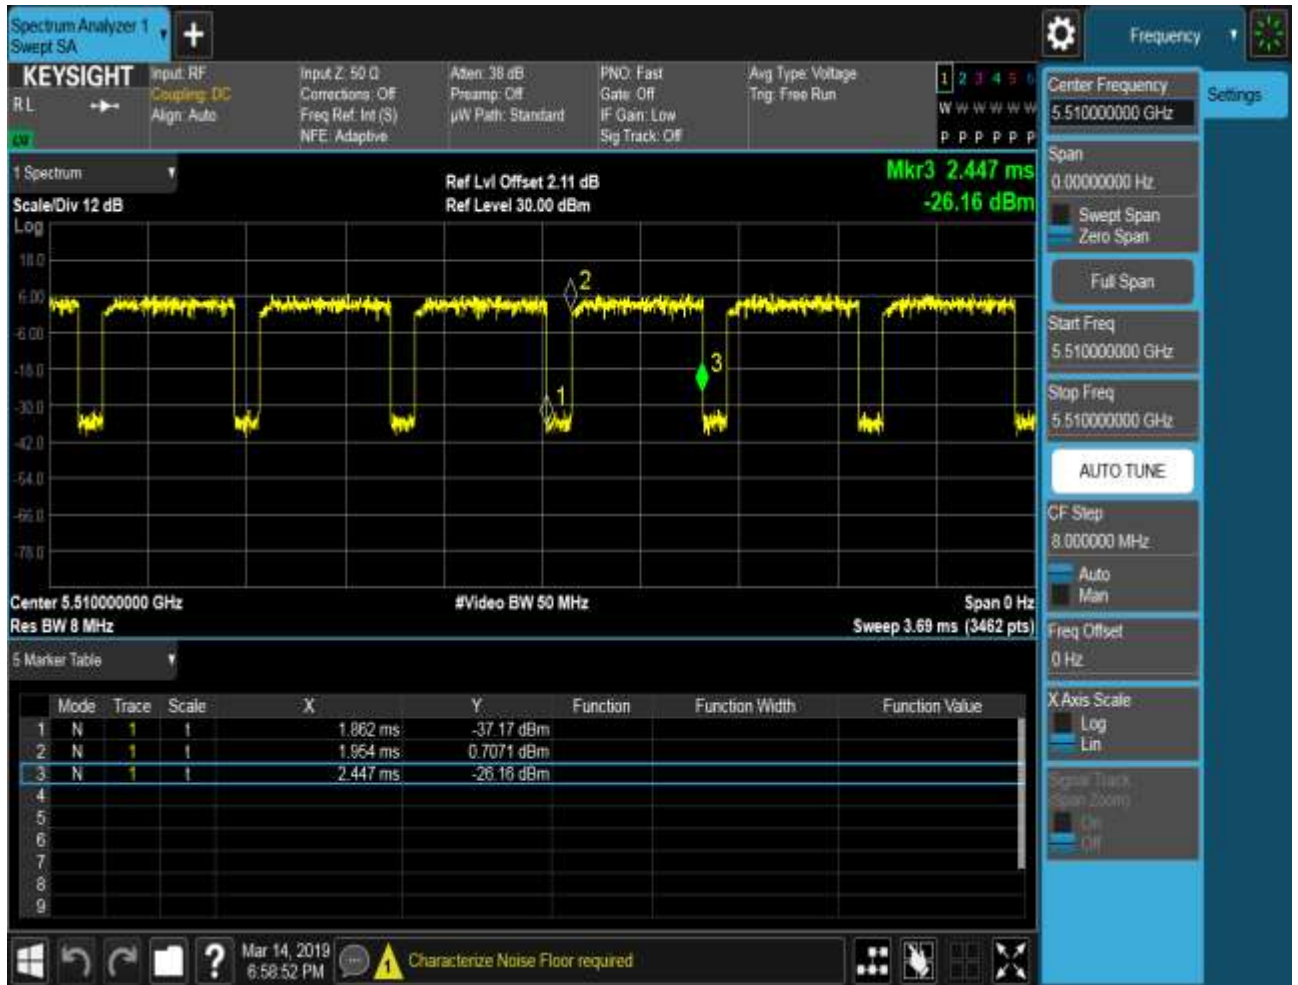 Spectrum Analyzer 1
Swept SA
Frequency
KEYSIGHT
RL
Input: RF
Coupling: DC
Align: Auto
Input Z: 50 Ω
Corrections: Off
Freq Ref: Int (S)
NFE: Adaptive
Atten: 38 dB
Preamp: Off
µW Path: Standard
PNO: Fast
Gate: Off
IF Gain: Low
Sig Track: Off
Avg Type: Voltage
Trig: Free Run
1 2 3 4 5 6
W W W W W W
P P P P P P
1 Spectrum
Scale/Div 12 dB
Log
Ref Lvl Offset 2.11 dB
Ref Level 30.00 dBm
Mkr3 2.447 ms
-26.16 dBm
18.0
6.00
-6.00
-18.0
-30.0
-42.0
-54.0
-66.0
-78.0
1
2
3
Center 5.510000000 GHz
Res BW 8 MHz
#Video BW 50 MHz
Span 0 Hz
Sweep 3.69 ms (3462 pts)
5 Marker Table
Mode Trace Scale X Y Function Function Width Function Value
1 N 1 t 1.862 ms -37.17 dBm
2 N 1 t 1.954 ms 0.7071 dBm
3 N 1 t 2.447 ms -26.16 dBm
4
5
6
7
8
9
Mar 14, 2019
6:58:52 PM
?
1
Characterize Noise Floor required
Center Frequency
5.510000000 GHz
Settings
Span
0.00000000 Hz
Swept Span
Zero Span
Full Span
Start Freq
5.510000000 GHz
Stop Freq
5.510000000 GHz
AUTO TUNE
CF Step
8.000000 MHz
Auto
Man
Freq Offset
0 Hz
X Axis Scale
Log
Lin
Signal Track
(Span Zoom)
On
Off